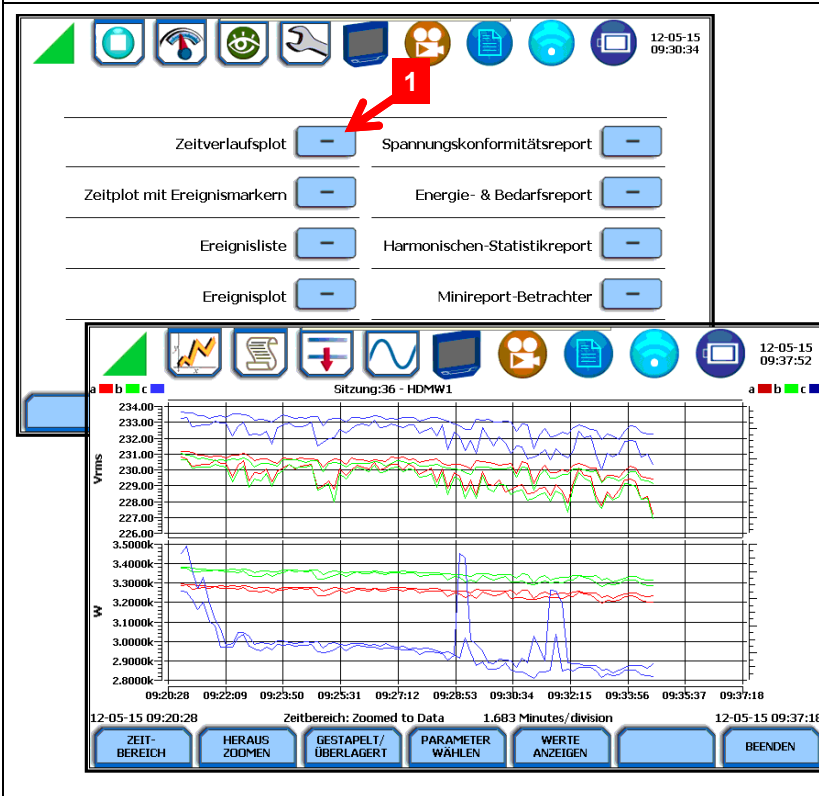 12-05-15
09:30:34
1
Zeitverlaufsplot
Spannungskonformitätsreport
Zeitplot mit Ereignismarkern
Energie- & Bedarfsreport
Ereignisliste
Harmonischen-Statistikreport
Ereignisplot
Minireport-Betrachter
y
x
12-05-15
09:37:52
a b c
Sitzung:36 - HDMW1
a b c
Vrms
234.00
233.00
232.00
231.00
230.00
229.00
228.00
227.00
226.00
W
3.5000k
3.4000k
3.3000k
3.2000k
3.1000k
3.0000k
2.9000k
2.8000k
09:20:28 09:22:09 09:23:50 09:25:31 09:27:12 09:28:53 09:30:34 09:32:15 09:33:56 09:35:37 09:37:18
12-05-15 09:20:28 Zeitbereich: Zoomed to Data 1.683 Minutes/division 12-05-15 09:37:18
ZEIT-
BEREICH
HERAUS
ZOOMEN
GESTAPELT/
ÜBERLAGERT
PARAMETER
WÄHLEN
WERTE
ANZEIGEN
BEENDEN